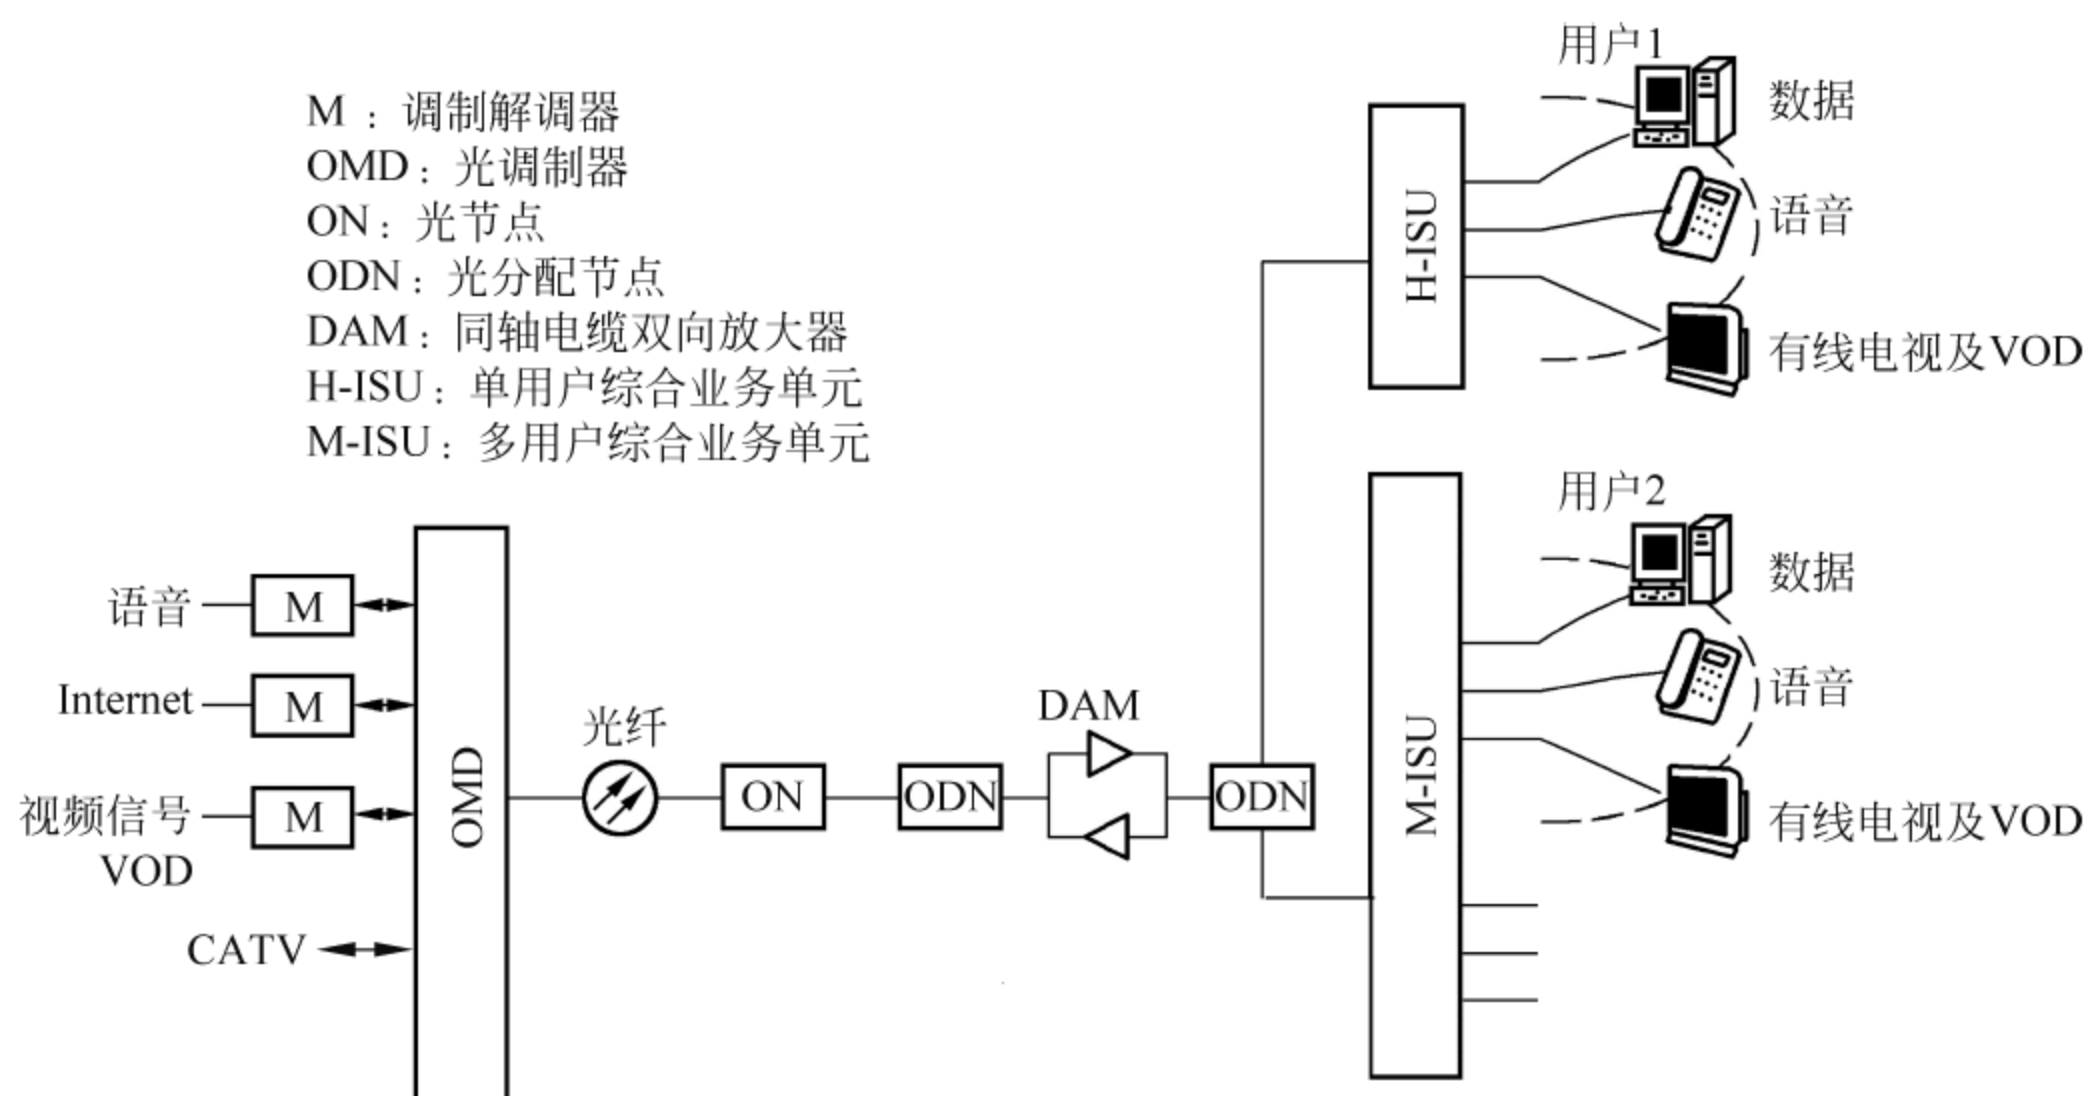 用户1
数据
语音
有线电视及VOD
H-ISU
M ：调制解调器
OMD：光调制器
ON：光节点
ODN：光分配节点
DAM：同轴电缆双向放大器
H-ISU：单用户综合业务单元
M-ISU：多用户综合业务单元
用户2
数据
语音
有线电视及VOD
M-ISU
语音
M
Internet
M
视频信号
VOD
M
CATV
OMD
光纤
ON
ODN
DAM
ODN